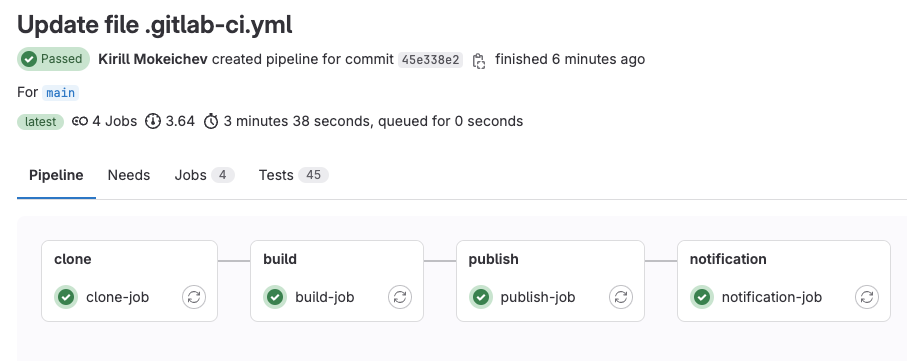 Update file .gitlab-ci.yml
Passed Kirill Mokeichev created pipeline for commit 45e338e2 finished 6 minutes ago
For main
latest 4 Jobs 3.64 3 minutes 38 seconds, queued for 0 seconds
Pipeline Needs Jobs 4 Tests 45
clone build publish notification
clone-job build-job publish-job notification-job